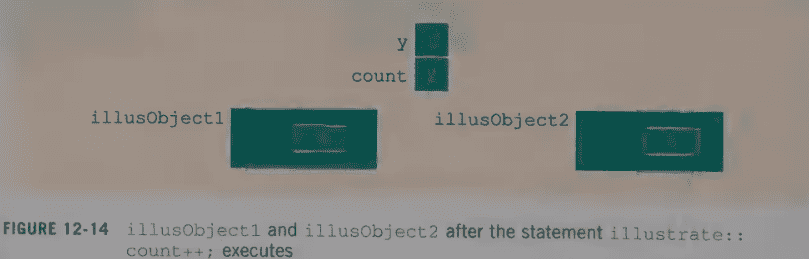 y
count
illusObject1
illusObject2
FIGURE 12-14 illusObject1 and illusObject2 after the statement illustrate::
count++; executes